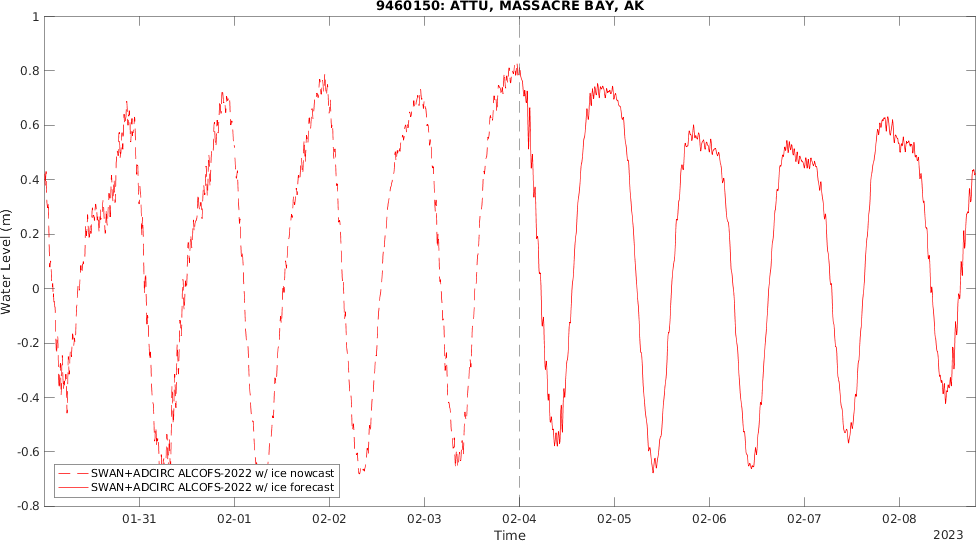 9460150: ATTU, MASSACRE BAY, AK
Water Level (m)
1
0.8
0.6
0.4
0.2
0
-0.2
-0.4
-0.6
-0.8
SWAN+ADCIRC ALCOFS-2022 w/ ice nowcast
SWAN+ADCIRC ALCOFS-2022 w/ ice forecast
01-31 02-01 02-02 02-03 02-04 02-05 02-06 02-07 02-08
Time
2023